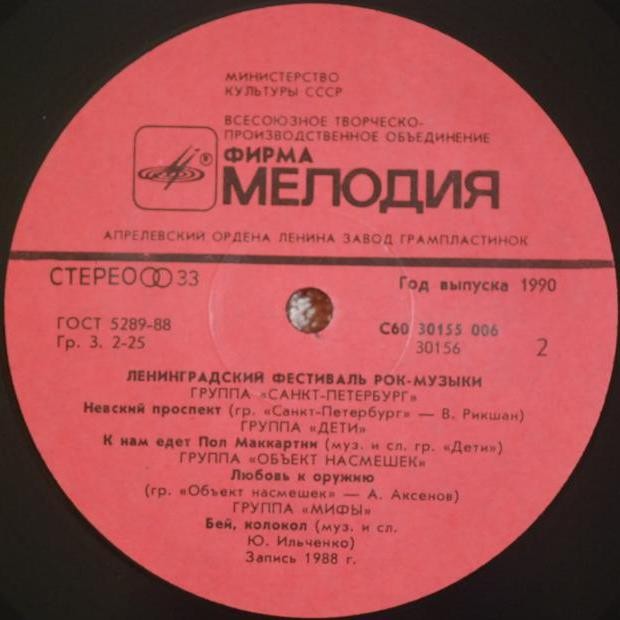 МИНИСТЕРСТВО
КУЛЬТУРЫ СССР
ВСЕСОЮЗНОЕ ТВОРЧЕСКО-
ПРОИЗВОДСТВЕННОЕ ОБЪЕДИНЕНИЕ
®
ФИРМА
МЕЛОДИЯ
АПРЕЛЕВСКИЙ ОРДЕНА ЛЕНИНА ЗАВОД ГРАМПЛАСТИНОК
СТЕРЕО 33
Год выпуска 1990
ГОСТ 5289-88
Гр. 3. 2-25
С60 30155 006
30156
2
ЛЕНИНГРАДСКИЙ ФЕСТИВАЛЬ РОК-МУЗЫКИ
ГРУППА «САНКТ-ПЕТЕРБУРГ»
Невский проспект (гр. «Санкт-Петербург» — В. Рикшан)
ГРУППА «ДЕТИ»
К нам едет Пол Маккартни (муз. и сл. гр. «Дети»)
ГРУППА «ОБЪЕКТ НАСМЕШЕК»
Любовь к оружию
(гр. «Объект насмешек» — А. Аксенов)
ГРУППА «МИФЫ»
Бей, колокол (муз. и сл.
Ю. Ильченко)
Запись 1988 г.